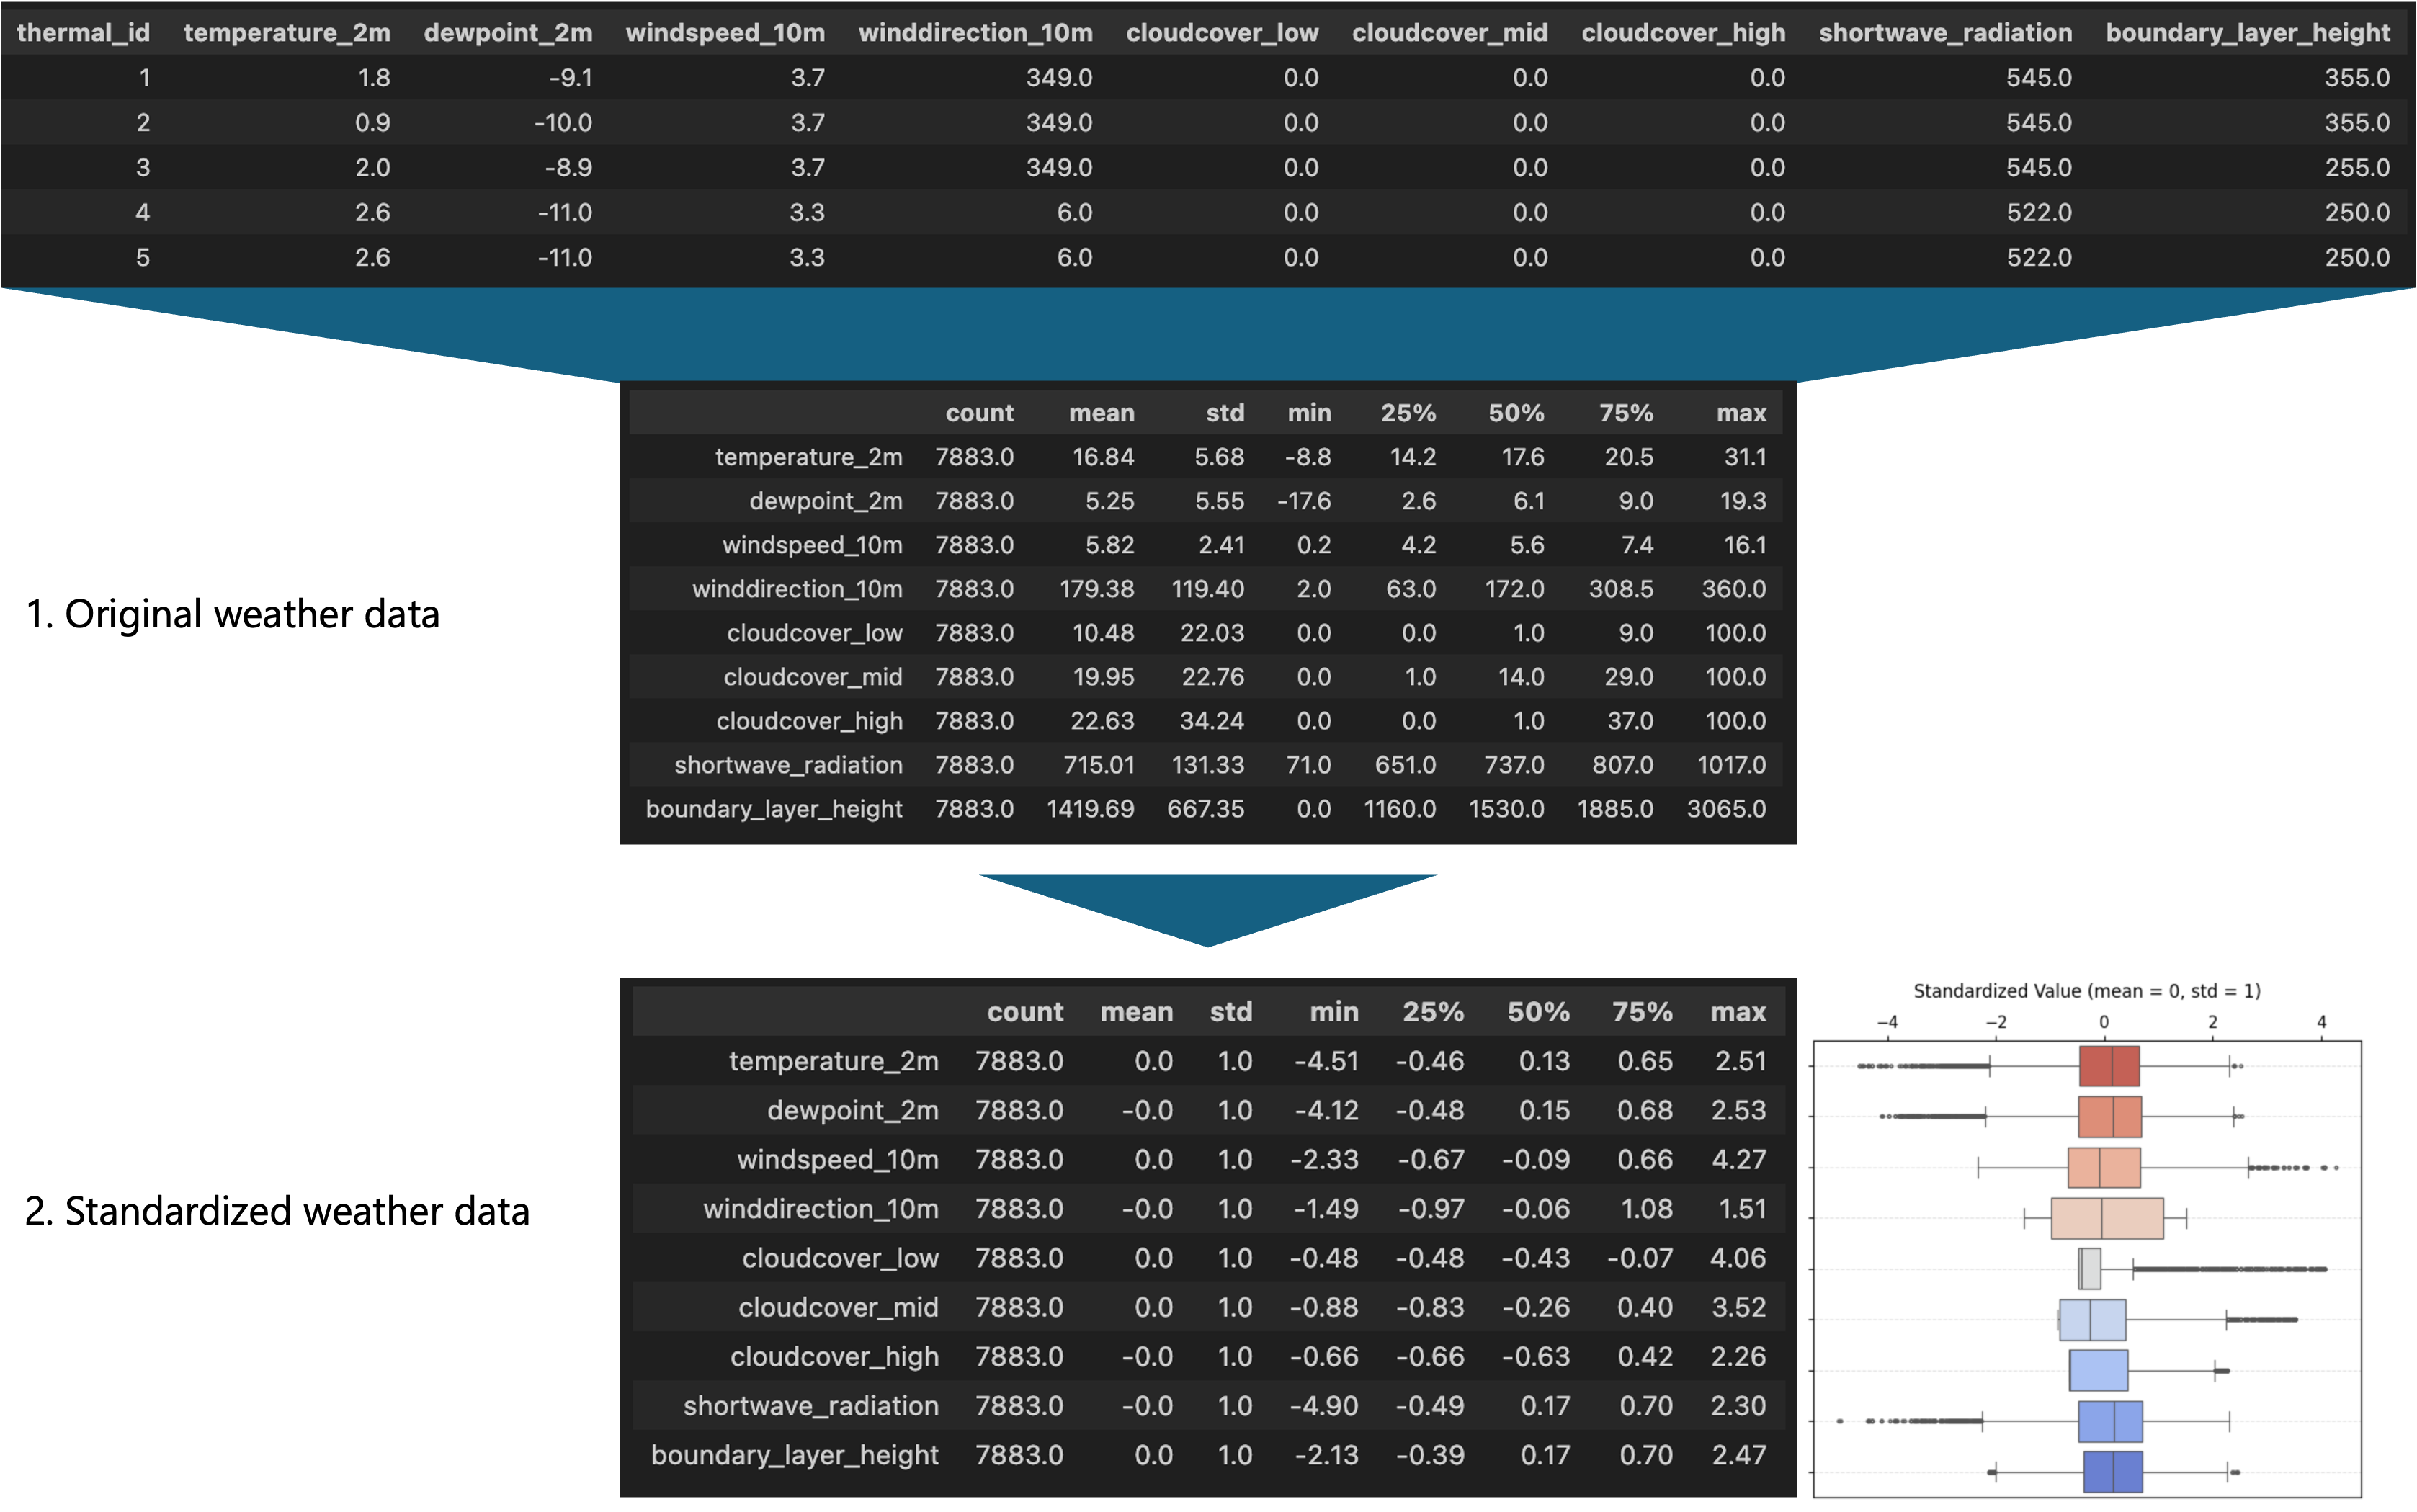 thermal_id temperature_2m dewpoint_2m windspeed_10m winddirection_10m cloudcover_low cloudcover_mid cloudcover_high shortwave_radiation boundary_layer_height
1 1.8 -9.1 3.7 349.0 0.0 0.0 0.0 545.0 355.0
2 0.9 -10.0 3.7 349.0 0.0 0.0 0.0 545.0 355.0
3 2.0 -8.9 3.7 349.0 0.0 0.0 0.0 545.0 255.0
4 2.6 -11.0 3.3 6.0 0.0 0.0 0.0 522.0 250.0
5 2.6 -11.0 3.3 6.0 0.0 0.0 0.0 522.0 250.0
1. Original weather data
count mean std min 25% 50% 75% max
temperature_2m 7883.0 16.84 5.68 -8.8 14.2 17.6 20.5 31.1
dewpoint_2m 7883.0 5.25 5.55 -17.6 2.6 6.1 9.0 19.3
windspeed_10m 7883.0 5.82 2.41 0.2 4.2 5.6 7.4 16.1
winddirection_10m 7883.0 179.38 119.40 2.0 63.0 172.0 308.5 360.0
cloudcover_low 7883.0 10.48 22.03 0.0 0.0 1.0 9.0 100.0
cloudcover_mid 7883.0 19.95 22.76 0.0 1.0 14.0 29.0 100.0
cloudcover_high 7883.0 22.63 34.24 0.0 0.0 1.0 37.0 100.0
shortwave_radiation 7883.0 715.01 131.33 71.0 651.0 737.0 807.0 1017.0
boundary_layer_height 7883.0 1419.69 667.35 0.0 1160.0 1530.0 1885.0 3065.0
2. Standardized weather data
count mean std min 25% 50% 75% max
temperature_2m 7883.0 0.0 1.0 -4.51 -0.46 0.13 0.65 2.51
dewpoint_2m 7883.0 -0.0 1.0 -4.12 -0.48 0.15 0.68 2.53
windspeed_10m 7883.0 0.0 1.0 -2.33 -0.67 -0.09 0.66 4.27
winddirection_10m 7883.0 -0.0 1.0 -1.49 -0.97 -0.06 1.08 1.51
cloudcover_low 7883.0 0.0 1.0 -0.48 -0.48 -0.43 -0.07 4.06
cloudcover_mid 7883.0 0.0 1.0 -0.88 -0.83 -0.26 0.40 3.52
cloudcover_high 7883.0 -0.0 1.0 -0.66 -0.66 -0.63 0.42 2.26
shortwave_radiation 7883.0 -0.0 1.0 -4.90 -0.49 0.17 0.70 2.30
boundary_layer_height 7883.0 0.0 1.0 -2.13 -0.39 0.17 0.70 2.47
Standardized Value (mean = 0, std = 1)
−4 −2 0 2 4